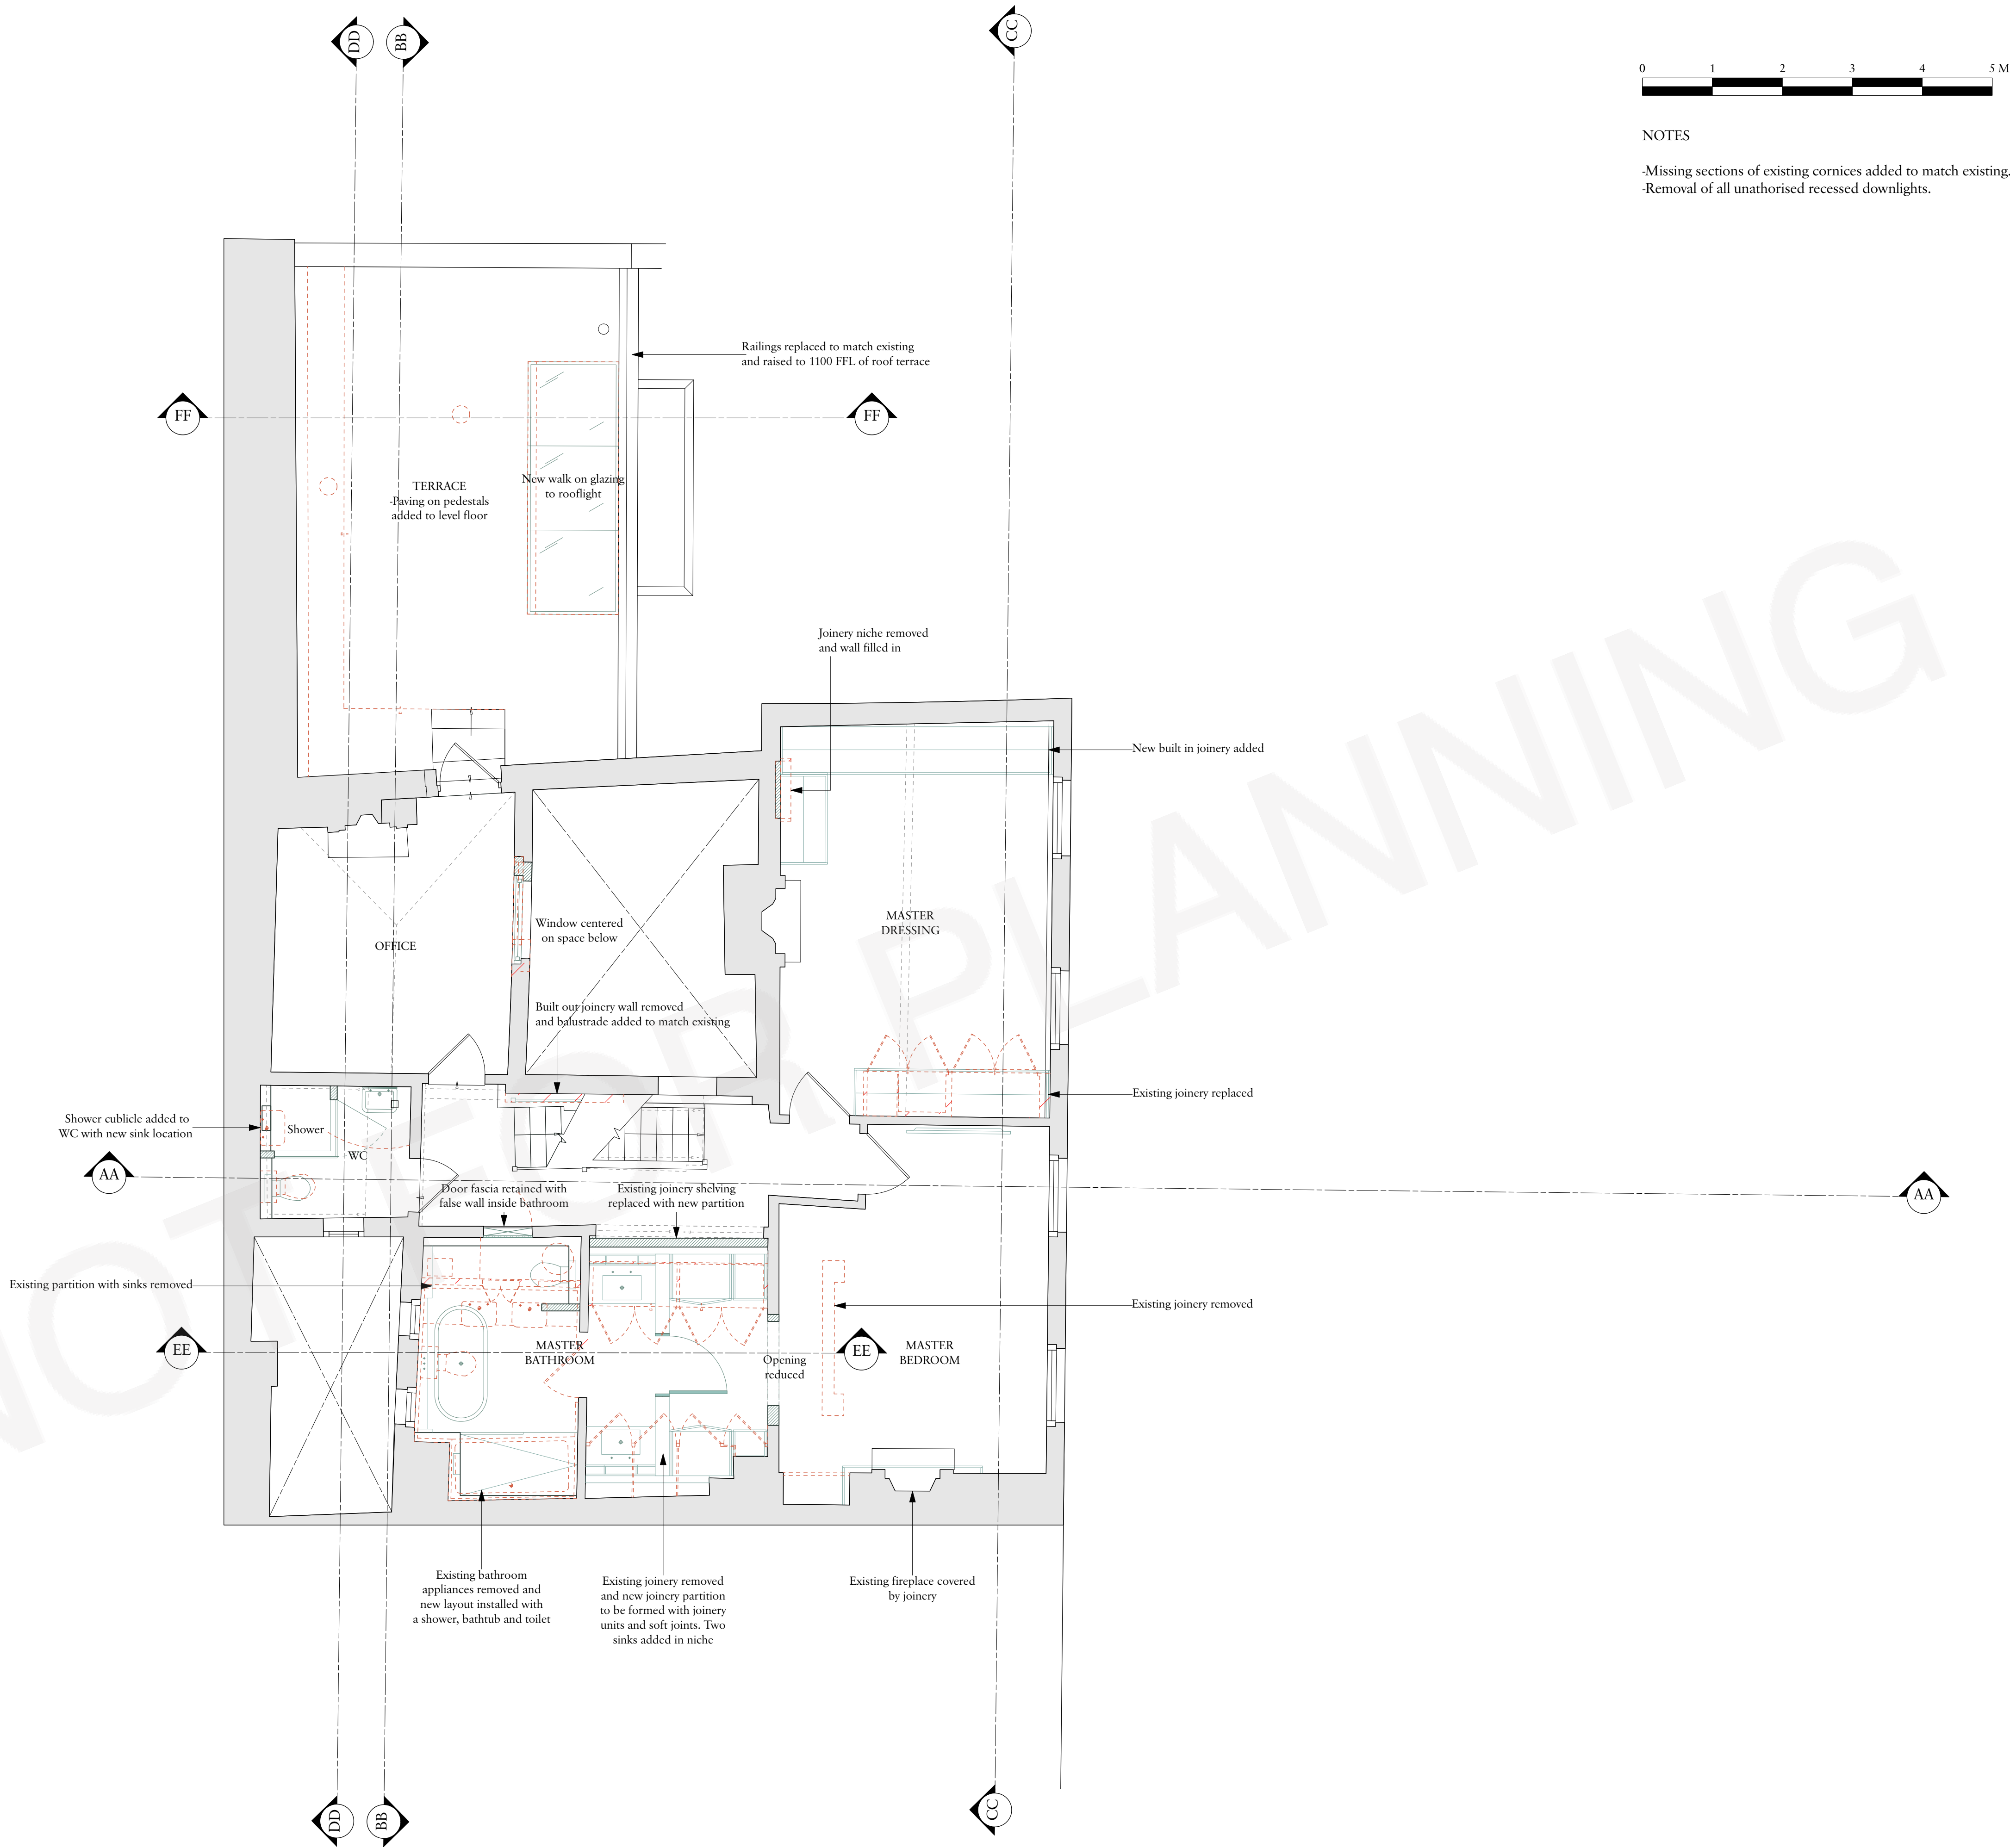 DD
BB
CC
0 1 2 3 4 5 M
NOTES
-Missing sections of existing cornices added to match existing.
-Removal of all unathorised recessed downlights.
Railings replaced to match existing
and raised to 1100 FFL of roof terrace
FF
FF
TERRACE
-Paving on pedestals
added to level floor
New walk on glazing
to rooflight
Joinery niche removed
and wall filled in
New built in joinery added
MASTER
DRESSING
Window centered
on space below
OFFICE
Built out joinery wall removed
and balustrade added to match existing
Existing joinery replaced
Shower cublicle added to
WC with new sink location
Shower
WC
AA
AA
Door fascia retained with
false wall inside bathroom
Existing joinery shelving
replaced with new partition
Existing partition with sinks removed
Existing joinery removed
EE
EE
MASTER
BATHROOM
Opening
reduced
MASTER
BEDROOM
Existing bathroom
appliances removed and
new layout installed with
a shower, bathtub and toilet
Existing joinery removed
and new joinery partition
to be formed with joinery
units and soft joints. Two
sinks added in niche
Existing fireplace covered
by joinery
DD
BB
CC
NOT FOR PLANNING